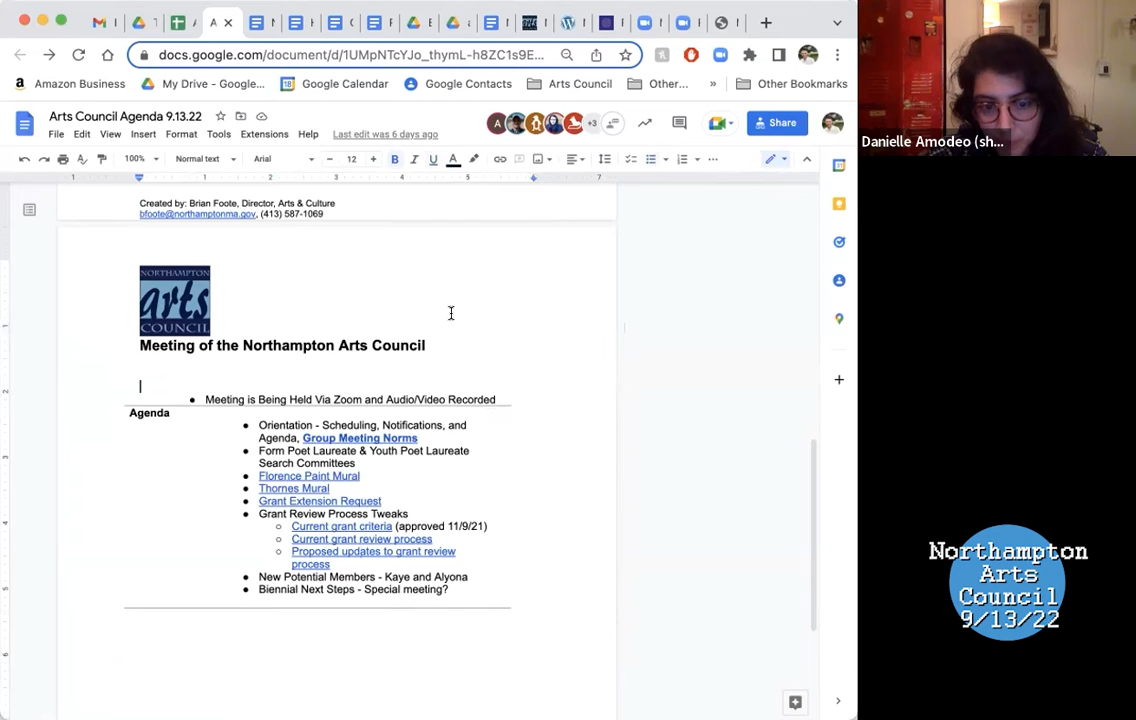 docs.google.com/document/d/1UMpNTcYJo_thymL-h8ZC1s9E...
Amazon Business
My Drive - Google...
Google Calendar
Google Contacts
Arts Council
Other...
»
Other Bookmarks
Arts Council Agenda 9.13.22
File Edit View Insert Format Tools Extensions Help Last edit was 6 days ago
+3
Share
100% Normal text Arial 12
Created by: Brian Foote, Director, Arts & Culture
bfoote@northamptonma.gov, (413) 587-1069
NORTHAMPTON
arts
COUNCIL
Meeting of the Northampton Arts Council
Meeting is Being Held Via Zoom and Audio/Video Recorded
Agenda
Orientation - Scheduling, Notifications, and
Agenda, Group Meeting Norms
Form Poet Laureate & Youth Poet Laureate
Search Committees
Florence Paint Mural
Thornes Mural
Grant Extension Request
Grant Review Process Tweaks
Current grant criteria (approved 11/9/21)
Current grant review process
Proposed updates to grant review
process
New Potential Members - Kaye and Alyona
Biennial Next Steps - Special meeting?
Danielle Amodeo (sh...
Northampton
Arts
Council
9/13/22